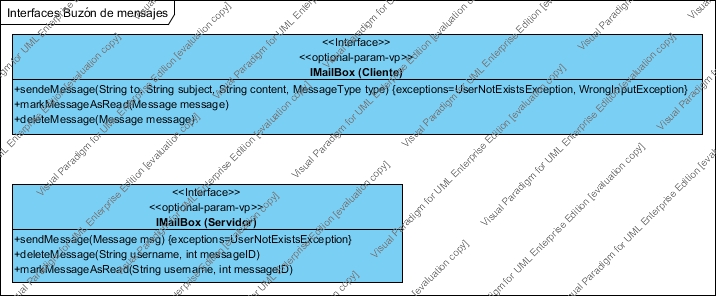 Interfaces Buzón de mensajes
<<Interface>>
<<optional-param-vp>>
IMailBox (Cliente)
+sendeMessage(String to, String subject, String content, MessageType type) {exceptions=UserNotExistsException, WrongInputException}
+markMessageAsRead(Message message)
+deleteMessage(Message message)
<<Interface>>
<<optional-param-vp>>
IMailBox (Servidor)
+sendMessage(Message msg) {exceptions=UserNotExistsException}
+deleteMessage(String username, int messageID)
+markMessageAsRead(String username, int messageID)
Visual Paradigm for UML Enterprise Edition [evaluation copy]